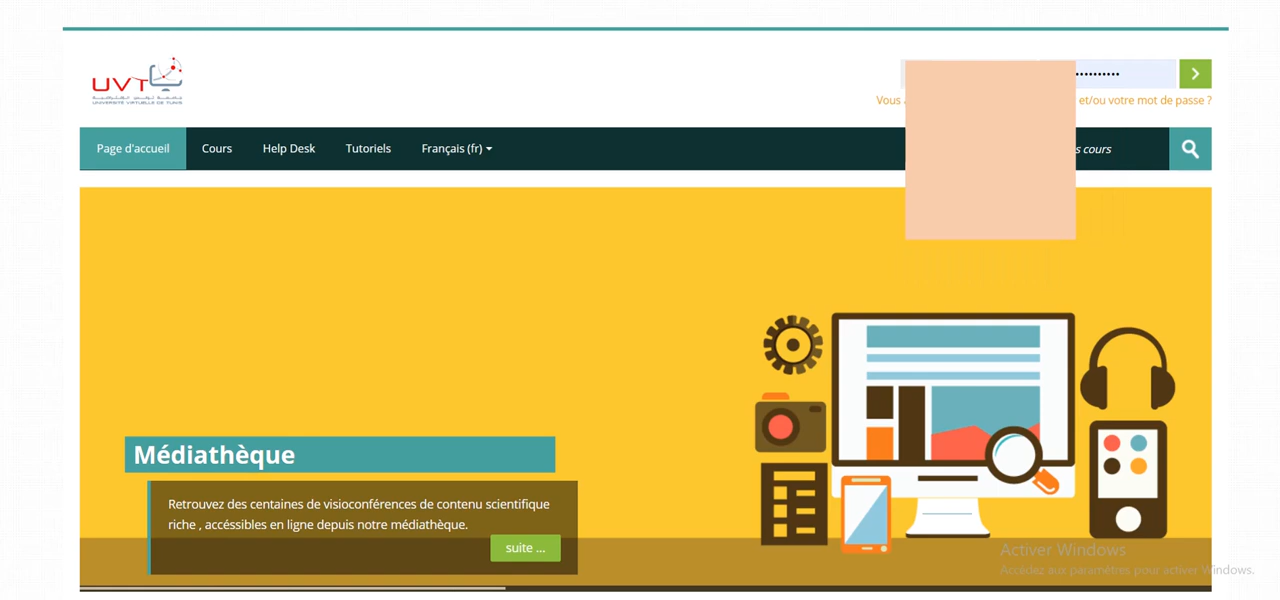 UVT
UNIVERSITÉ VIRTUELLE DE TUNIS
••••••••••
Vous
et/ou votre mot de passe ?
Page d'accueil
Cours
Help Desk
Tutoriels
Français (fr)
s cours
Médiathèque
Retrouvez des centaines de visioconférences de contenu scientifique
riche , accéssibles en ligne depuis notre médiathèque.
suite ...
Activer Windows
Accédez aux paramètres pour activer Windows.